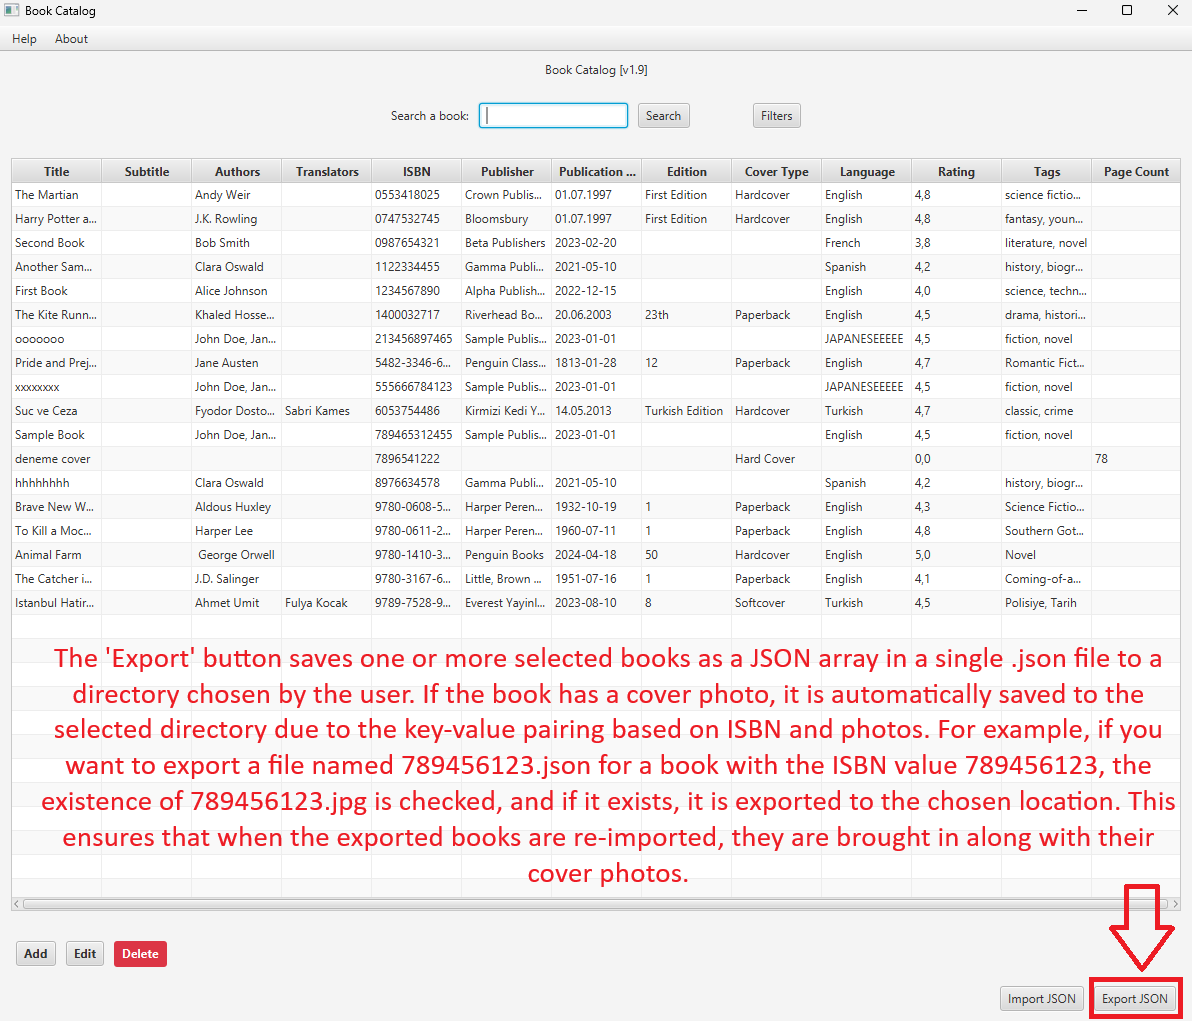 Book Catalog
Help About
Book Catalog [v1.9]
Search a book: Search Filters
Title Subtitle Authors Translators ISBN Publisher Publication ... Edition Cover Type Language Rating Tags Page Count
The Martian Andy Weir 0553418025 Crown Publis... 01.07.1997 First Edition Hardcover English 4,8 science fictio...
Harry Potter a... J.K. Rowling 0747532745 Bloomsbury 01.07.1997 First Edition Hardcover English 4,8 fantasy, youn...
Second Book Bob Smith 0987654321 Beta Publishers 2023-02-20 French 3,8 literature, novel
Another Sam... Clara Oswald 1122334455 Gamma Publi... 2021-05-10 Spanish 4,2 history, biogr...
First Book Alice Johnson 1234567890 Alpha Publish... 2022-12-15 English 4,0 science, techn...
The Kite Runn... Khaled Hosse... 1400032717 Riverhead Bo... 20.06.2003 23th Paperback English 4,5 drama, histori...
ooooooo John Doe, Jan... 213456897465 Sample Publis... 2023-01-01 JAPANESEEEEE 4,5 fiction, novel
Pride and Prej... Jane Austen 5482-3346-6... Penguin Class... 1813-01-28 12 Paperback English 4,7 Romantic Fict...
xxxxxxxx John Doe, Jan... 555666784123 Sample Publis... 2023-01-01 JAPANESEEEEE 4,5 fiction, novel
Suc ve Ceza Fyodor Dosto... Sabri Kames 6053754486 Kirmizi Kedi Y... 14.05.2013 Turkish Edition Hardcover Turkish 4,7 classic, crime
Sample Book John Doe, Jan... 789465312455 Sample Publis... 2023-01-01 English 4,5 fiction, novel
deneme cover 7896541222 Hard Cover 0,0 78
hhhhhhhh Clara Oswald 8976634578 Gamma Publi... 2021-05-10 Spanish 4,2 history, biogr...
Brave New W... Aldous Huxley 9780-0608-5... Harper Peren... 1932-10-19 1 Paperback English 4,3 Science Fictio...
To Kill a Moc... Harper Lee 9780-0611-2... Harper Peren... 1960-07-11 1 Paperback English 4,8 Southern Got...
Animal Farm George Orwell 9780-1410-3... Penguin Books 2024-04-18 50 Hardcover English 5,0 Novel
The Catcher i... J.D. Salinger 9780-3167-6... Little, Brown ... 1951-07-16 1 Paperback English 4,1 Coming-of-a...
Istanbul Hatir... Ahmet Umit Fulya Kocak 9789-7528-9... Everest Yayinl... 2023-08-10 8 Softcover Turkish 4,5 Polisiye, Tarih
The 'Export' button saves one or more selected books as a JSON array in a single .json file to a
directory chosen by the user. If the book has a cover photo, it is automatically saved to the
selected directory due to the key-value pairing based on ISBN and photos. For example, if you
want to export a file named 789456123.json for a book with the ISBN value 789456123, the
existence of 789456123.jpg is checked, and if it exists, it is exported to the chosen location. This
ensures that when the exported books are re-imported, they are brought in along with their
cover photos.
Add Edit Delete
Import JSON Export JSON